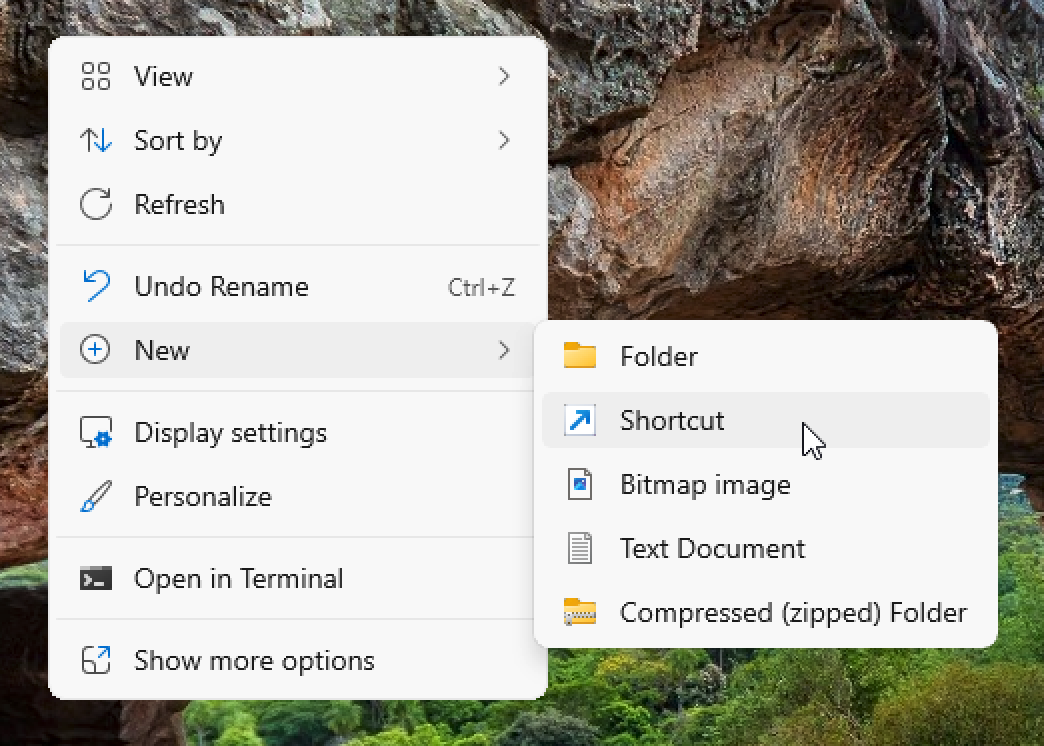 View
Sort by
Refresh
Undo Rename Ctrl+Z
New
Display settings
Personalize
Open in Terminal
Show more options
Folder
Shortcut
Bitmap image
Text Document
Compressed (zipped) Folder